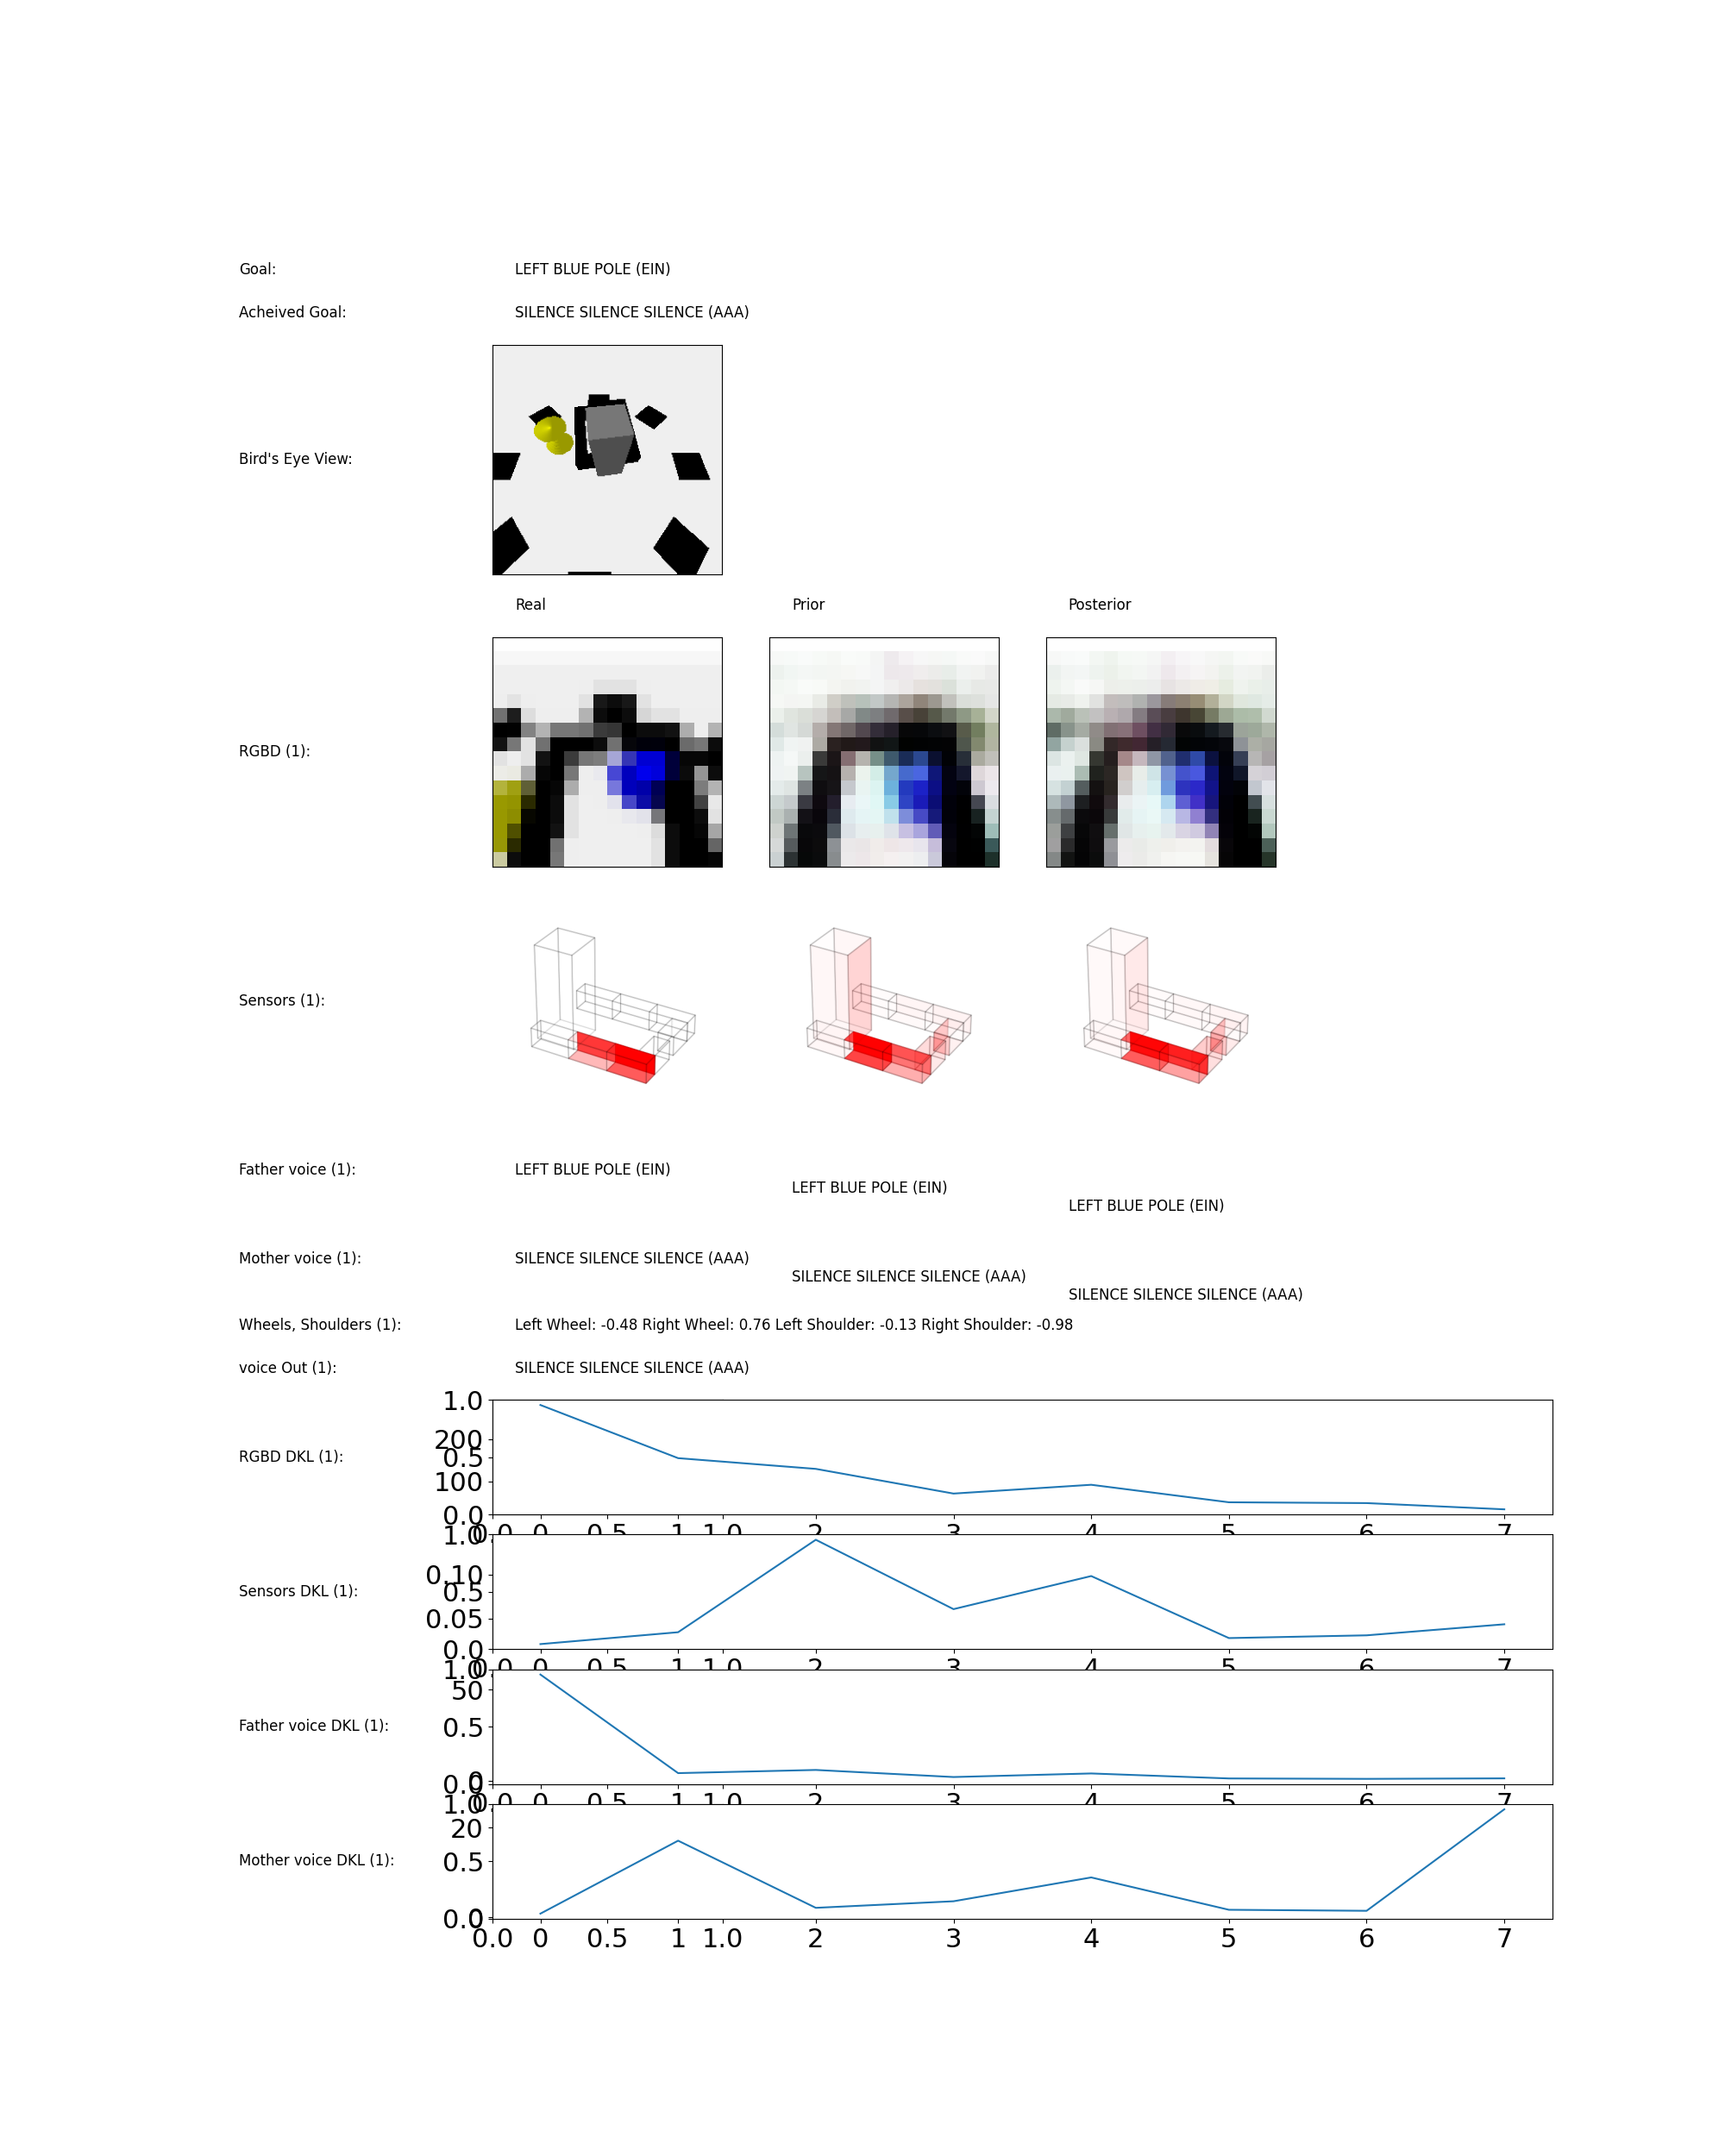 Goal: LEFT BLUE POLE (EIN)
Acheived Goal: SILENCE SILENCE SILENCE (AAA)
Bird's Eye View:
Real Prior Posterior
RGBD (1):
Sensors (1):
Father voice (1): LEFT BLUE POLE (EIN)
LEFT BLUE POLE (EIN)
LEFT BLUE POLE (EIN)
Mother voice (1): SILENCE SILENCE SILENCE (AAA)
SILENCE SILENCE SILENCE (AAA)
SILENCE SILENCE SILENCE (AAA)
Wheels, Shoulders (1): Left Wheel: -0.48 Right Wheel: 0.76 Left Shoulder: -0.13 Right Shoulder: -0.98
voice Out (1): SILENCE SILENCE SILENCE (AAA)
1.0
200
RGBD DKL (1): 0.5
100
0.0
0.0 0 0.5 1 1.0 2 3 4 5 6 7
1.0
0.10
Sensors DKL (1): 0.5
0.05
0.0
0.0 0 0.5 1 1.0 2 3 4 5 6 7
1.0
50
Father voice DKL (1): 0.5
0
0.0
0.0 0 0.5 1 1.0 2 3 4 5 6 7
1.0
20
Mother voice DKL (1): 0.5
0
0.0
0.0 0 0.5 1 1.0 2 3 4 5 6 7